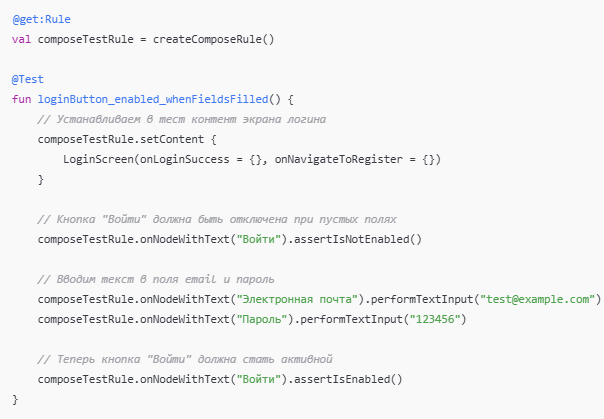 @get:Rule
val composeTestRule = createComposeRule()
@Test
fun loginButton_enabled_whenFieldsFilled() {
// Устанавливаем в тест контент экрана логина
composeTestRule.setContent {
LoginScreen(onLoginSuccess = {}, onNavigateToRegister = {})
}
// Кнопка "Войти" должна быть отключена при пустых полях
composeTestRule.onNodeWithText("Войти").assertIsNotEnabled()
// Вводим текст в поля email и пароль
composeTestRule.onNodeWithText("Электронная почта").performTextInput("test@example.com")
composeTestRule.onNodeWithText("Пароль").performTextInput("123456")
// Теперь кнопка "Войти" должна стать активной
composeTestRule.onNodeWithText("Войти").assertIsEnabled()
}